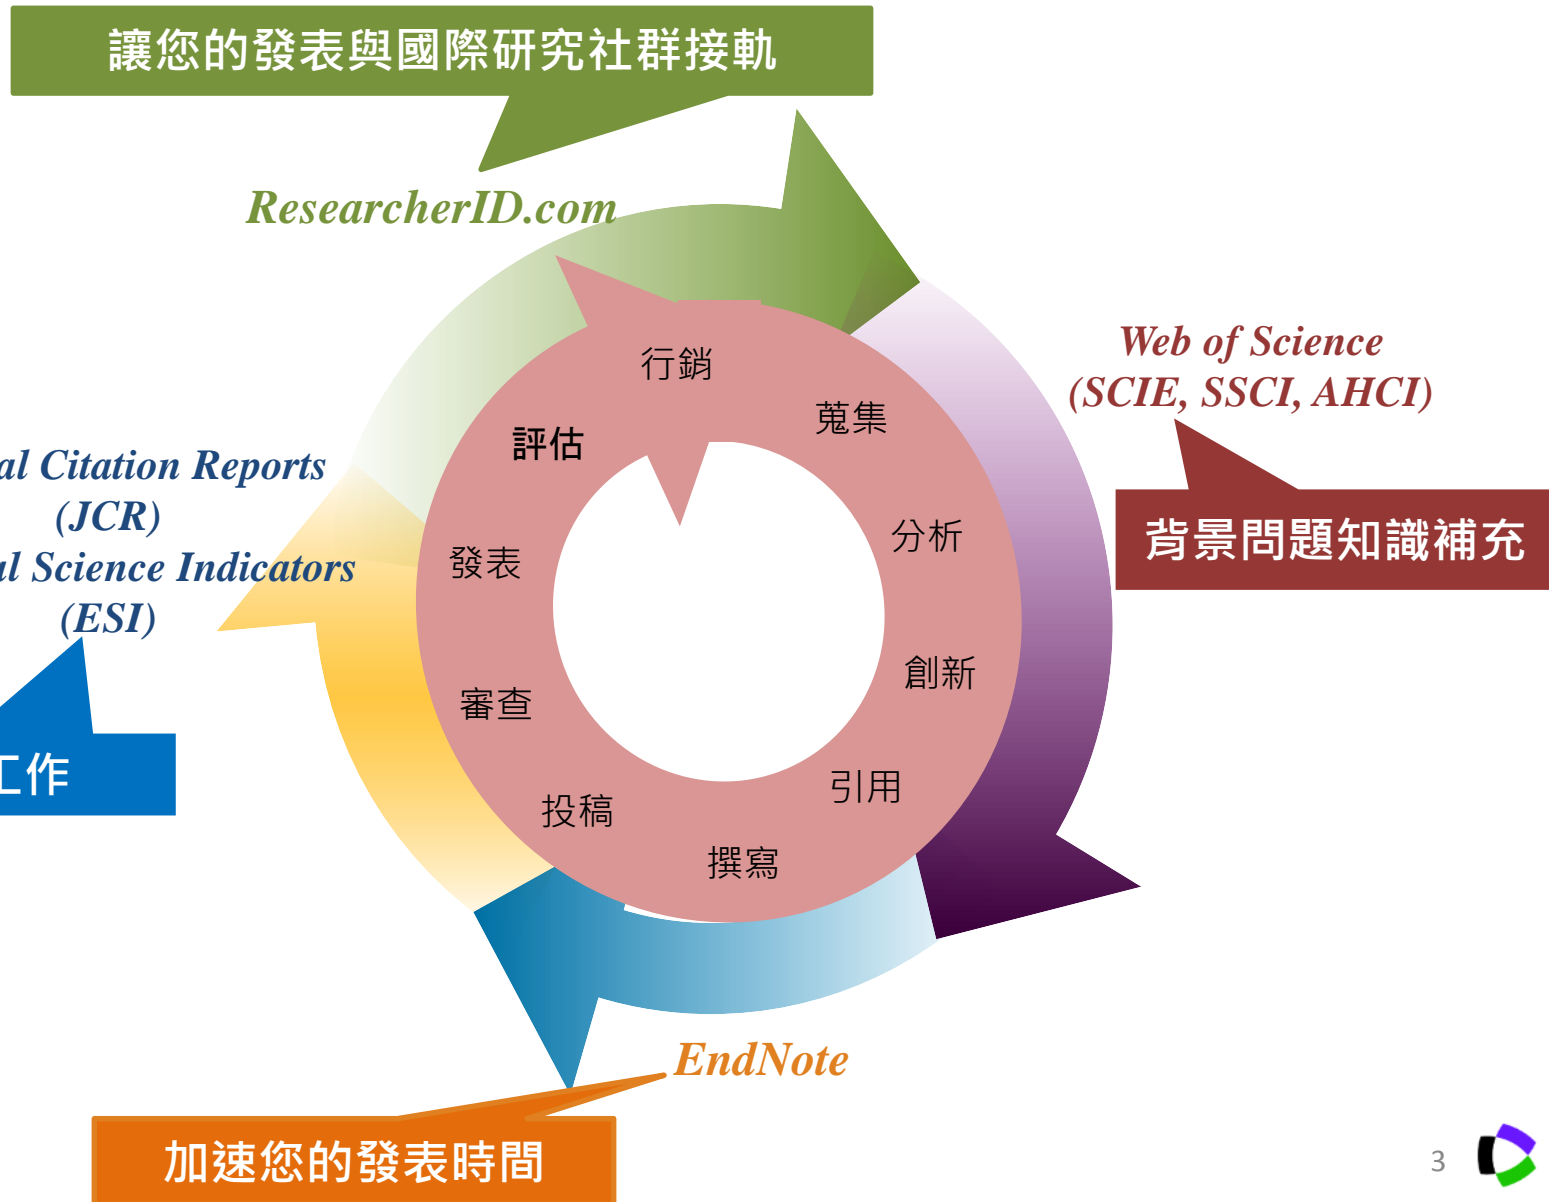 讓您的發表與國際研究社群接軌
ResearcherID.com
行銷
蒐集
評估
分析
發表
創新
審查
引用
投稿
撰寫
Web of Science
(SCIE, SSCI, AHCI)
背景問題知識補充
al Citation Reports
(JCR)
al Science Indicators
(ESI)
工作
EndNote
加速您的發表時間
3